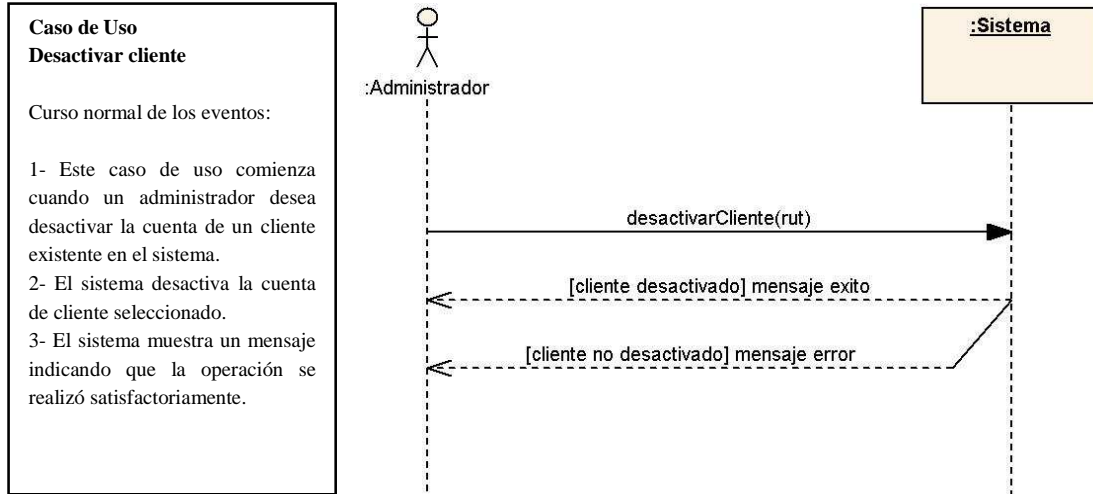 Caso de Uso
Desactivar cliente
Curso normal de los eventos:
1- Este caso de uso comienza
cuando un administrador desea
desactivar la cuenta de un cliente
existente en el sistema.
2- El sistema desactiva la cuenta
de cliente seleccionado.
3- El sistema muestra un mensaje
indicando que la operación se
realizó satisfactoriamente.
:Administrador
:Sistema
desactivarCliente(rut)
[cliente desactivado] mensaje exito
[cliente no desactivado] mensaje error